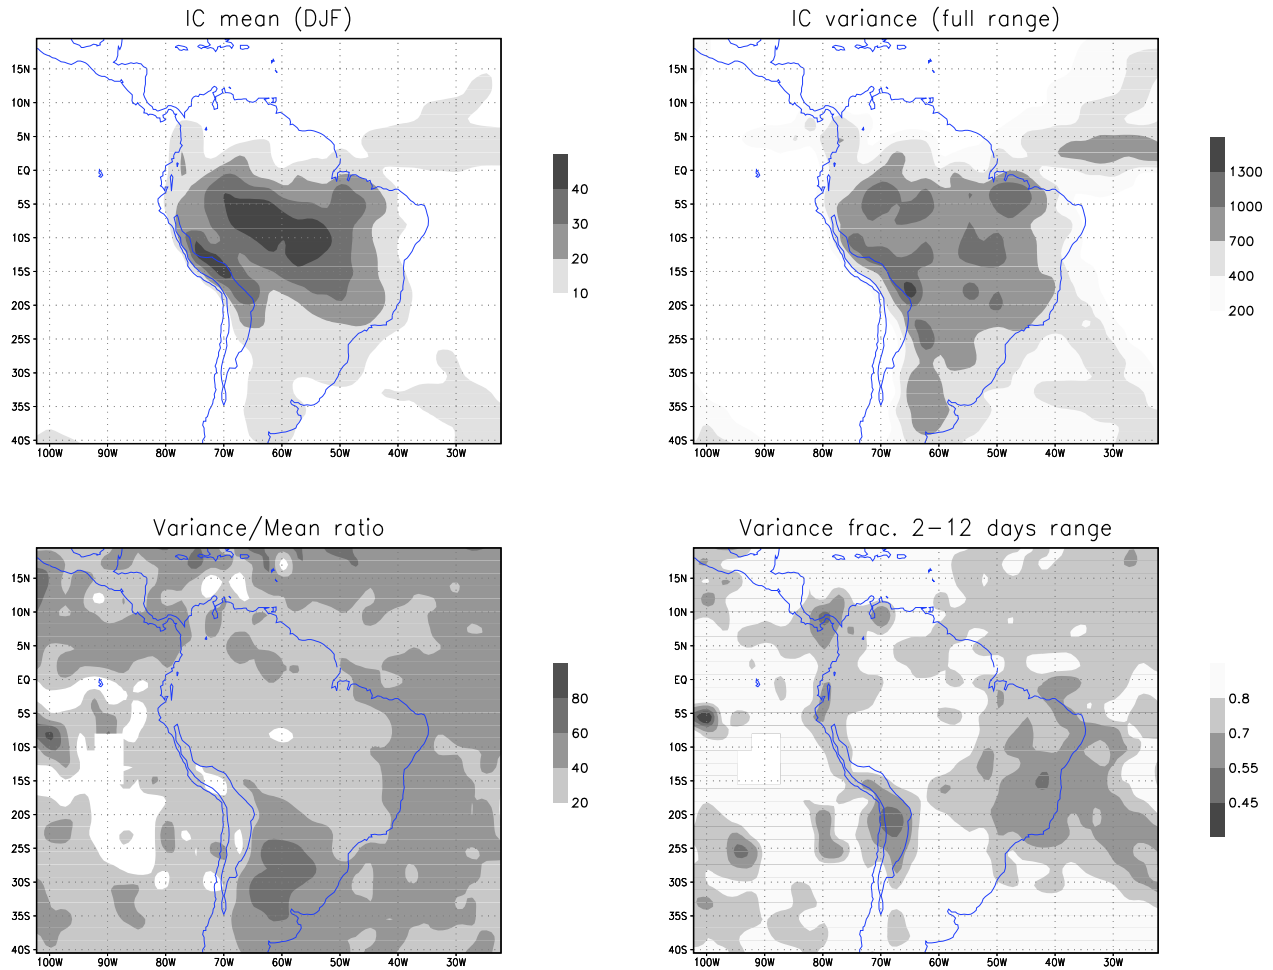 IC mean (DJF)
15N
10N
5N
EQ
5S
10S
15S
20S
25S
30S
35S
40S
100W 90W 80W 70W 60W 50W 40W 30W
40
30
20
10
IC variance (full range)
15N
10N
5N
EQ
5S
10S
15S
20S
25S
30S
35S
40S
100W 90W 80W 70W 60W 50W 40W 30W
1300
1000
700
400
200
Variance/Mean ratio
15N
10N
5N
EQ
5S
10S
15S
20S
25S
30S
35S
40S
100W 90W 80W 70W 60W 50W 40W 30W
80
60
40
20
Variance frac. 2-12 days range
15N
10N
5N
EQ
5S
10S
15S
20S
25S
30S
35S
40S
100W 90W 80W 70W 60W 50W 40W 30W
0.8
0.7
0.55
0.45